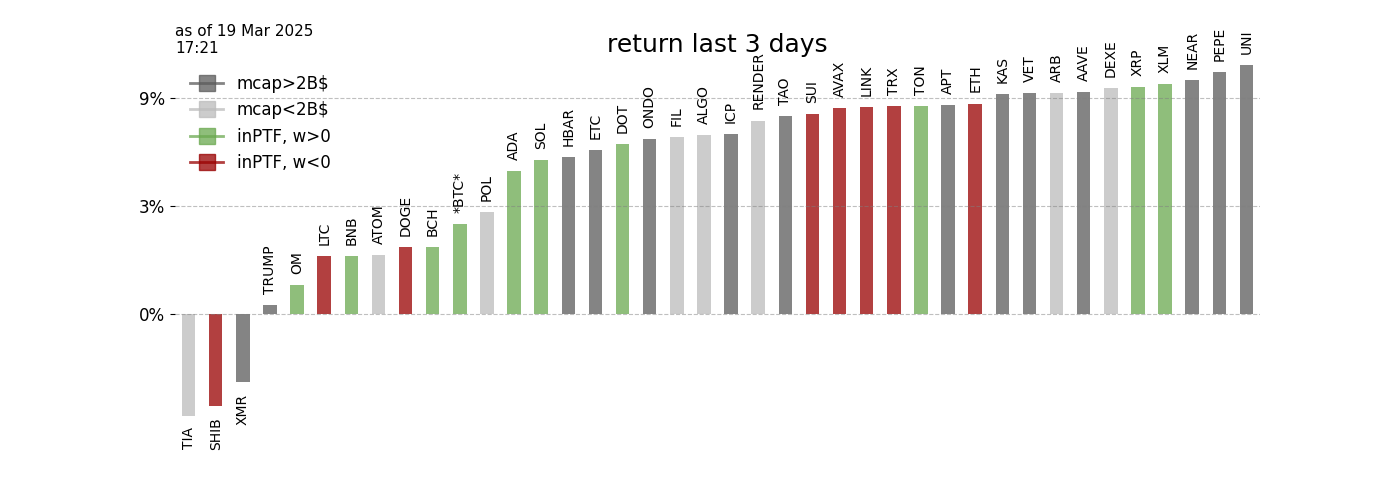 as of 19 Mar 2025
17:21
return last 3 days
mcap>2B$
mcap<2B$
inPTF, w>0
inPTF, w<0
9%
3%
0%
TIA
SHIB
XMR
TRUMP
OM
LTC
BNB
ATOM
DOGE
BCH
*BTC*
POL
ADA
SOL
HBAR
ETC
DOT
ONDO
FIL
ALGO
ICP
RENDER
TAO
SUI
AVAX
LINK
TRX
TON
APT
ETH
KAS
VET
ARB
AAVE
DEXE
XRP
XLM
NEAR
PEPE
UNI